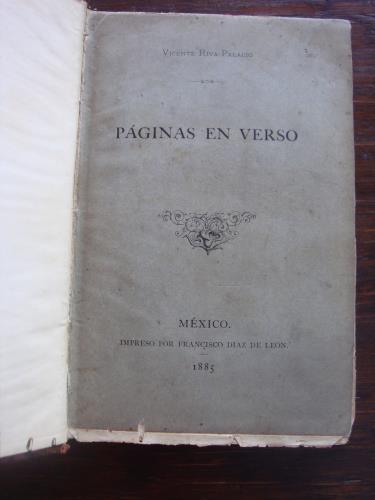 Vicente Riva Palacio
PÁGINAS EN VERSO
MÉXICO.
IMPRESO POR FRANCISCO DIAZ DE LEON.
1885